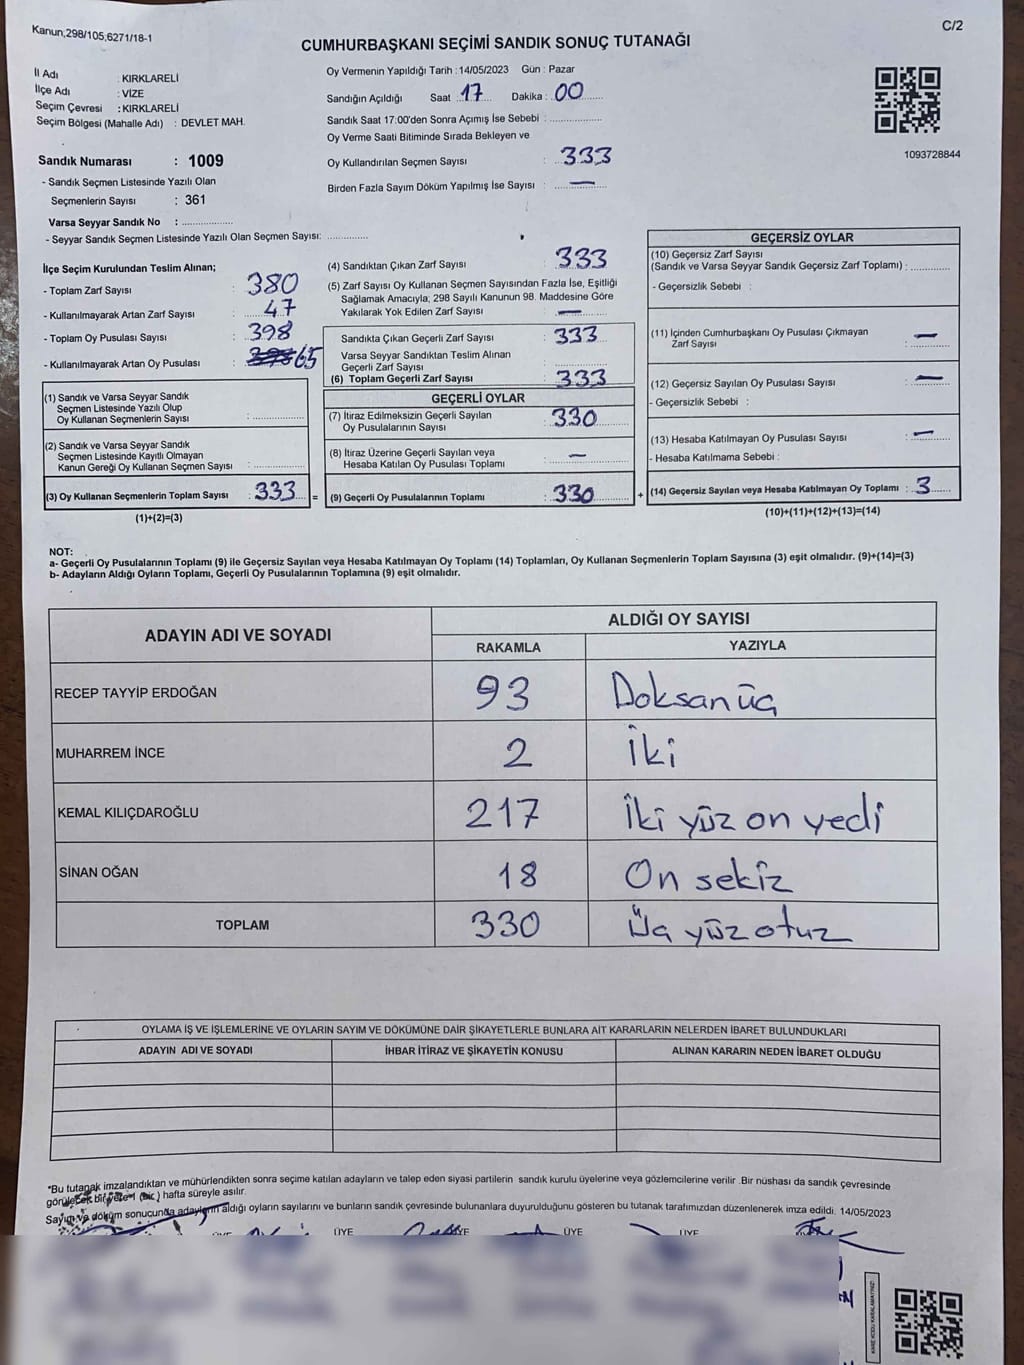 Kanun,298/105,6271/18-1
C/2
CUMHURBAŞKANI SEÇİMİ SANDIK SONUÇ TUTANAĞI
İl Adı : KIRKLARELİ
İlçe Adı : VİZE
Seçim Çevresi : KIRKLARELİ
Seçim Bölgesi (Mahalle Adı) : DEVLET MAH.
Sandık Numarası : 1009
- Sandık Seçmen Listesinde Yazılı Olan
Seçmenlerin Sayısı : 361
Varsa Seyyar Sandık No : ..................
- Seyyar Sandık Seçmen Listesinde Yazılı Olan Seçmen Sayısı: ..............
Oy Vermenin Yapıldığı Tarih : 14/05/2023 Gün : Pazar
Sandığın Açıldığı Saat 17 Dakika : 00
Sandık Saat 17:00'den Sonra Açımış İse Sebebi : ..................
Oy Verme Saati Bitiminde Sırada Bekleyen ve
Oy Kullandırılan Seçmen Sayısı : 333
Birden Fazla Sayım Döküm Yapılmış İse Sayısı : —
1093728844
İlçe Seçim Kurulundan Teslim Alınan;
- Toplam Zarf Sayısı : 380
- Kullanılmayarak Artan Zarf Sayısı : 47
- Toplam Oy Pusulası Sayısı : 398
- Kullanılmayarak Artan Oy Pusulası : 65
(1) Sandık ve Varsa Seyyar Sandık
Seçmen Listesinde Yazılı Olup
Oy Kullanan Seçmenlerin Sayısı : ..............
(2) Sandık ve Varsa Seyyar Sandık
Seçmen Listesinde Kayıtlı Olmayan
Kanun Gereği Oy Kullanan Seçmen Sayısı : ..............
(3) Oy Kullanan Seçmenlerin Toplam Sayısı : 333 =
(1)+(2)=(3)
(4) Sandıktan Çıkan Zarf Sayısı : 333
(5) Zarf Sayısı Oy Kullanan Seçmen Sayısından Fazla İse, Eşitliği
Sağlamak Amacıyla; 298 Sayılı Kanunun 98. Maddesine Göre
Yakılarak Yok Edilen Zarf Sayısı : —
Sandıkta Çıkan Geçerli Zarf Sayısı : 333
Varsa Seyyar Sandıktan Teslim Alınan
Geçerli Zarf Sayısı :
(6) Toplam Geçerli Zarf Sayısı : 333
GEÇERLİ OYLAR
(7) İtiraz Edilmeksizin Geçerli Sayılan
Oy Pusulalarının Sayısı : 330
(8) İtiraz Üzerine Geçerli Sayılan veya
Hesaba Katılan Oy Pusulası Toplamı : —
(9) Geçerli Oy Pusulalarının Toplamı : 330 +
GEÇERSİZ OYLAR
(10) Geçersiz Zarf Sayısı
(Sandık ve Varsa Seyyar Sandık Geçersiz Zarf Toplamı) : ............
- Geçersizlik Sebebi :
(11) İçinden Cumhurbaşkanı Oy Pusulası Çıkmayan
Zarf Sayısı : —
(12) Geçersiz Sayılan Oy Pusulası Sayısı : —
- Geçersizlik Sebebi :
(13) Hesaba Katılmayan Oy Pusulası Sayısı : —
- Hesaba Katılmama Sebebi :
(14) Geçersiz Sayılan veya Hesaba Katılmayan Oy Toplamı : 3
(10)+(11)+(12)+(13)=(14)
NOT:
a- Geçerli Oy Pusulalarının Toplamı (9) ile Geçersiz Sayılan veya Hesaba Katılmayan Oy Toplamı (14) Toplamları, Oy Kullanan Seçmenlerin Toplam Sayısına (3) eşit olmalıdır. (9)+(14)=(3)
b- Adayların Aldığı Oyların Toplamı, Geçerli Oy Pusulalarının Toplamına (9) eşit olmalıdır.
ADAYIN ADI VE SOYADI ALDIĞI OY SAYISI
RAKAMLA YAZIYLA
RECEP TAYYİP ERDOĞAN 93 Doksanüç
MUHARREM İNCE 2 İki
KEMAL KILIÇDAROĞLU 217 İki yüz on yedi
SİNAN OĞAN 18 On sekiz
TOPLAM 330 Üç yüz otuz
OYLAMA İŞ VE İŞLEMLERİNE VE OYLARIN SAYIM VE DÖKÜMÜNE DAİR ŞİKAYETLERLE BUNLARA AİT KARARLARIN NELERDEN İBARET BULUNDUKLARI
ADAYIN ADI VE SOYADI İHBAR İTİRAZ VE ŞİKAYETİN KONUSU ALINAN KARARIN NEDEN İBARET OLDUĞU
*Bu tutanak imzalandıktan ve mühürlendikten sonra seçime katılan adayların ve talep eden siyasi partilerin sandık kurulu üyelerine veya gözlemcilerine verilir .Bir nüshası da sandık çevresinde
görülecek bir yere 1 (bir) hafta süreyle asılır.
Sayım ve döküm sonucunda adayların aldığı oyların sayılarını ve bunların sandık çevresinde bulunanlara duyurulduğunu gösteren bu tutanak tarafımızdan düzenlenerek imza edildi. 14/05/2023
ÜYE ÜYE ÜYE ÜYE ÜYE